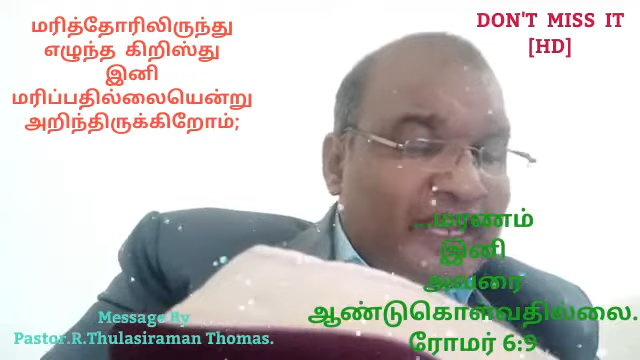 மரித்தோரிலிருந்து
எழுந்த கிறிஸ்து
இனி
மரிப்பதில்லையென்று
அறிந்திருக்கிறோம்;
DON'T MISS IT
[HD]
...மரணம்
இனி
அவரை
ஆண்டுகொள்வதில்லை.
ரோமர் 6:9
Message By
Pastor.R.Thulasiraman Thomas.